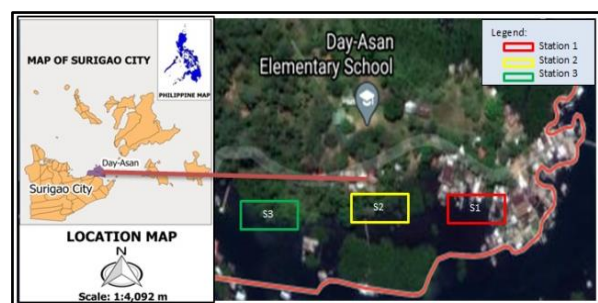 MAP OF SURIGAO CITY
PHILIPPINE MAP
Day-Asan
Surigao City
LOCATION MAP
N
Scale: 1:4,092 m
Day-Asan
Elementary School
Legend:
Station 1
Station 2
Station 3
S3
S2
S1